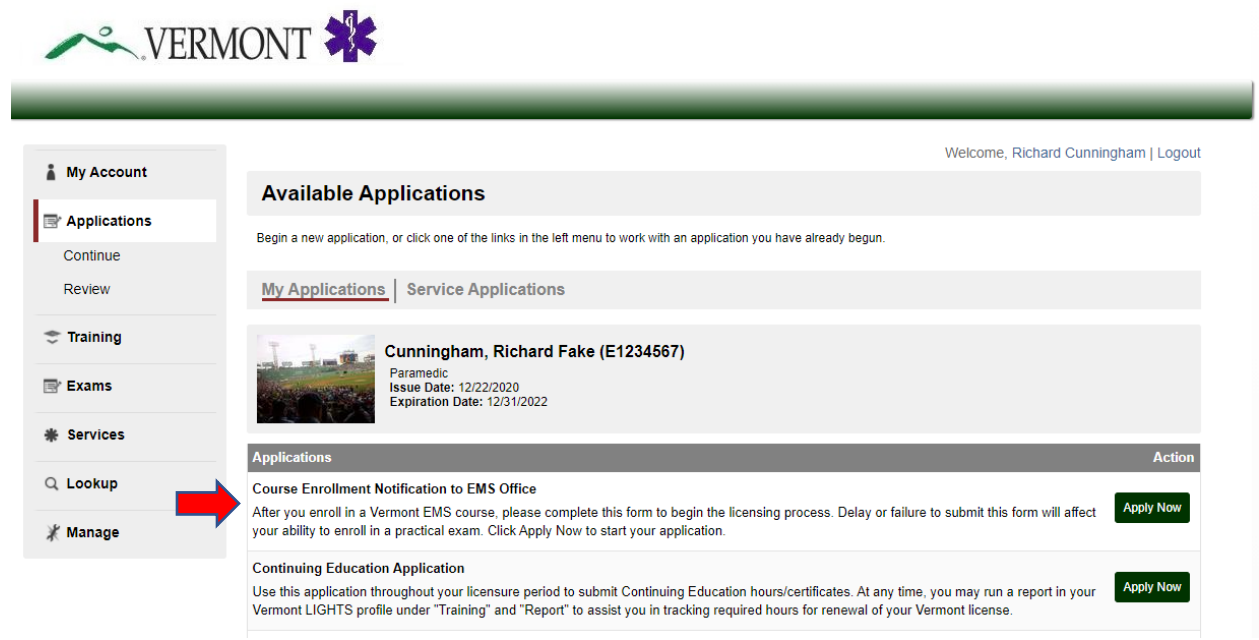 VERMONT
Welcome, Richard Cunningham | Logout
My Account
Applications
Continue
Review
Training
Exams
Services
Lookup
Manage
Available Applications
Begin a new application, or click one of the links in the left menu to work with an application you have already begun.
My Applications | Service Applications
Cunningham, Richard Fake (E1234567)
Paramedic
Issue Date: 12/22/2020
Expiration Date: 12/31/2022
Applications Action
Course Enrollment Notification to EMS Office
After you enroll in a Vermont EMS course, please complete this form to begin the licensing process. Delay or failure to submit this form will affect
your ability to enroll in a practical exam. Click Apply Now to start your application.
Apply Now
Continuing Education Application
Use this application throughout your licensure period to submit Continuing Education hours/certificates. At any time, you may run a report in your
Vermont LIGHTS profile under "Training" and "Report" to assist you in tracking required hours for renewal of your Vermont license.
Apply Now